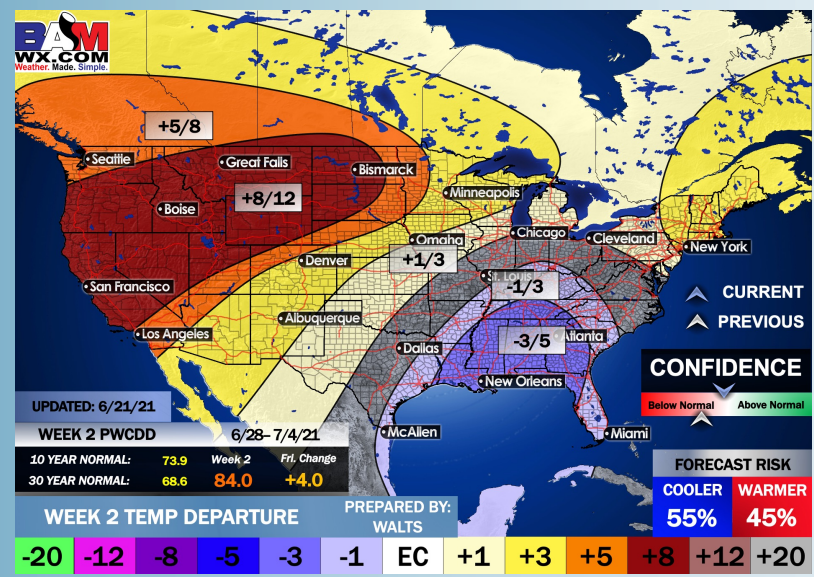 BAM
WX.COM
Weather. Made. Simple.
+5/8
Seattle
Great Falls
Bismarck
+8/12
Boise
Minneapolis
Omaha
Chicago
Cleveland
New York
Denver
+1/3
St. Louis
-1/3
San Francisco
Albuquerque
Los Angeles
Dallas
-3/5
Atlanta
New Orleans
McAllen
Miami
CURRENT
PREVIOUS
CONFIDENCE
Below Normal Above Normal
UPDATED: 6/21/21
WEEK 2 PWCDD 6/28- 7/4/21
10 YEAR NORMAL: 73.9 Week 2 Fri. Change
30 YEAR NORMAL: 68.6 84.0 +4.0
FORECAST RISK
COOLER WARMER
55% 45%
WEEK 2 TEMP DEPARTURE
PREPARED BY:
WALTS
-20 -12 -8 -5 -3 -1 EC +1 +3 +5 +8 +12 +20